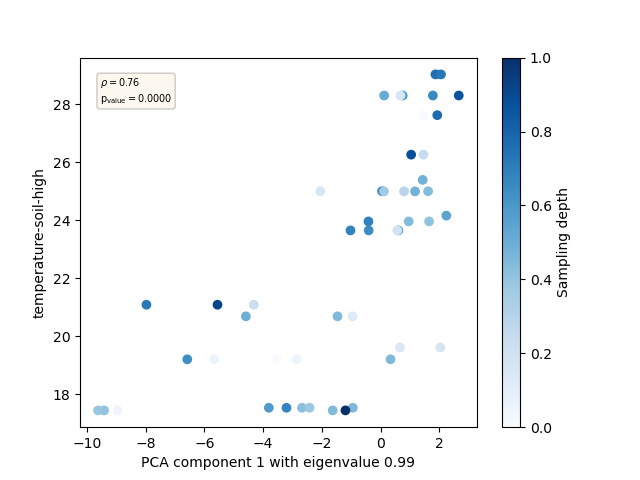 ρ = 0.76
p_value = 0.0000
28
26
24
22
20
18
temperature-soil-high
−10 −8 −6 −4 −2 0 2
PCA component 1 with eigenvalue 0.99
1.0
0.8
0.6
0.4
0.2
0.0
Sampling depth